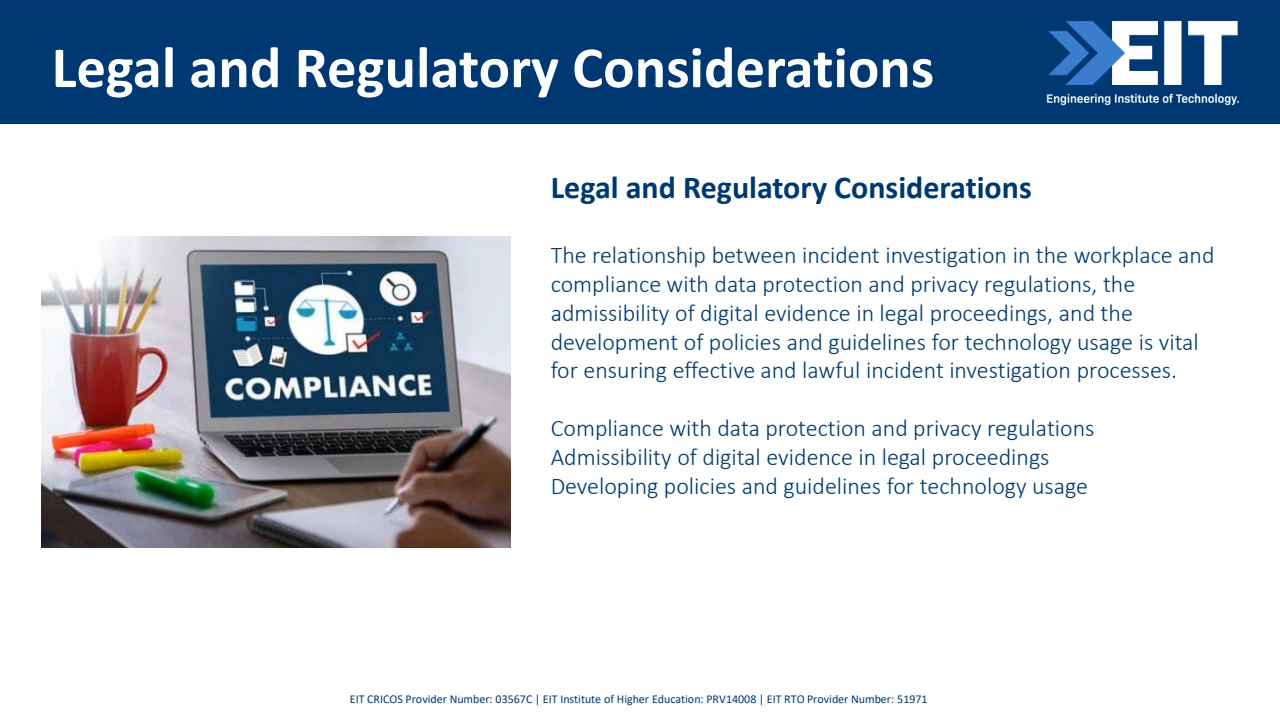 Legal and Regulatory Considerations
EIT
Engineering Institute of Technology.
Legal and Regulatory Considerations
The relationship between incident investigation in the workplace and
compliance with data protection and privacy regulations, the
admissibility of digital evidence in legal proceedings, and the
development of policies and guidelines for technology usage is vital
for ensuring effective and lawful incident investigation processes.
COMPLIANCE
Compliance with data protection and privacy regulations
Admissibility of digital evidence in legal proceedings
Developing policies and guidelines for technology usage
EIT CRICOS Provider Number: 03567C | EIT Institute of Higher Education: PRV14008 | EIT RTO Provider Number: 51971